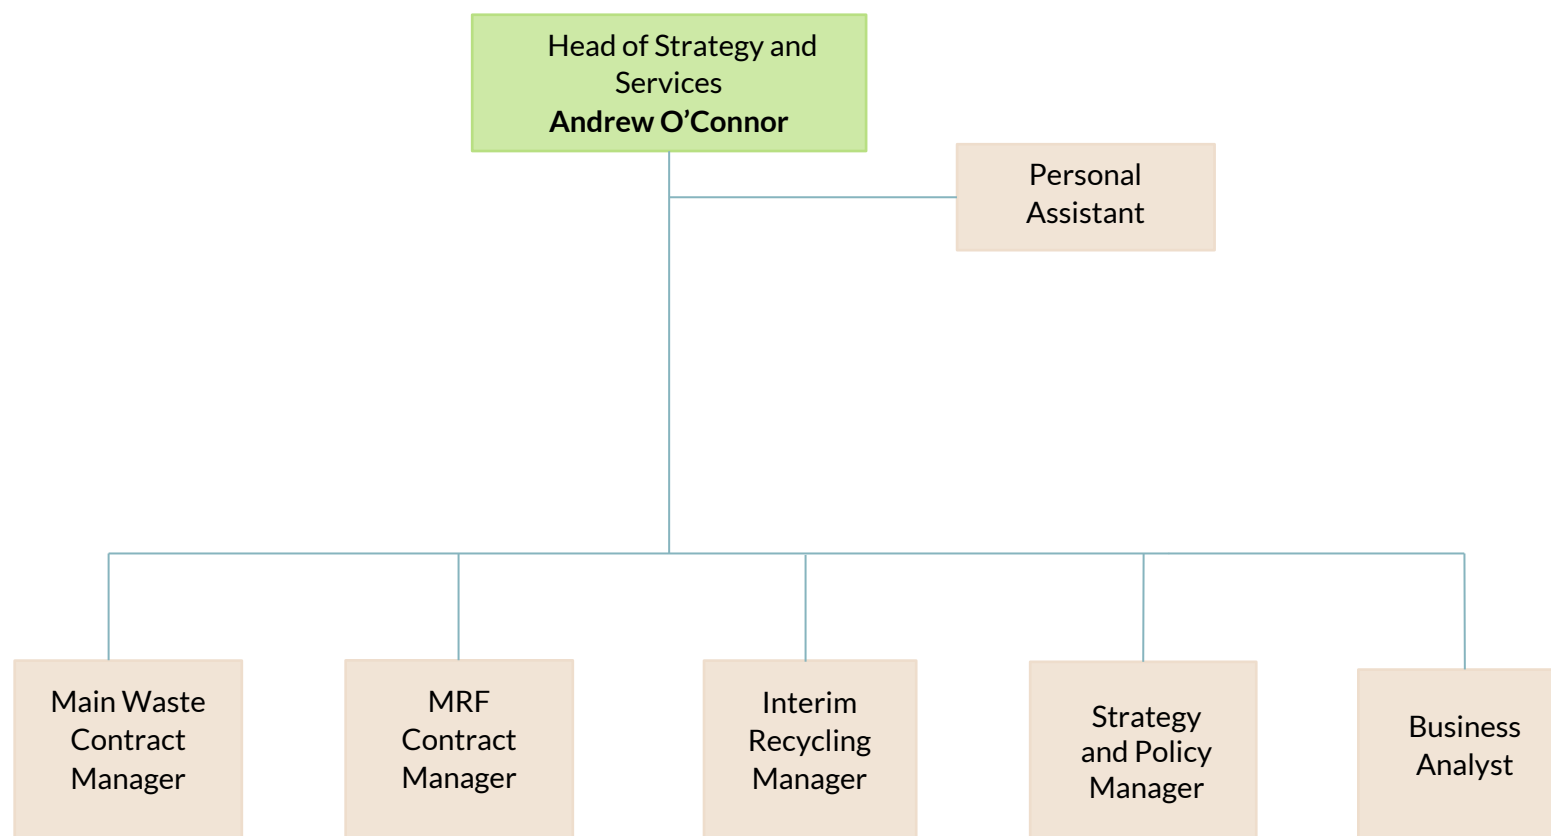 Head of Strategy and
Services
Andrew O’Connor
Personal
Assistant
Main Waste
Contract
Manager
MRF
Contract
Manager
Interim
Recycling
Manager
Strategy
and Policy
Manager
Business
Analyst